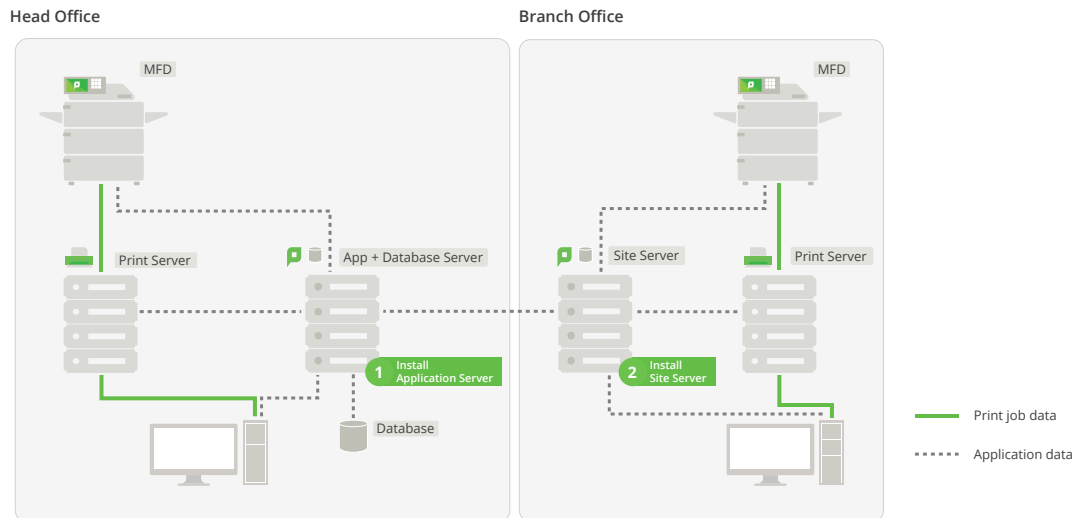 Head Office
Branch Office
MFD
MFD
Print Server
App + Database Server
Site Server
Print Server
1
Install
Application Server
2
Install
Site Server
Database
Print job data
Application data